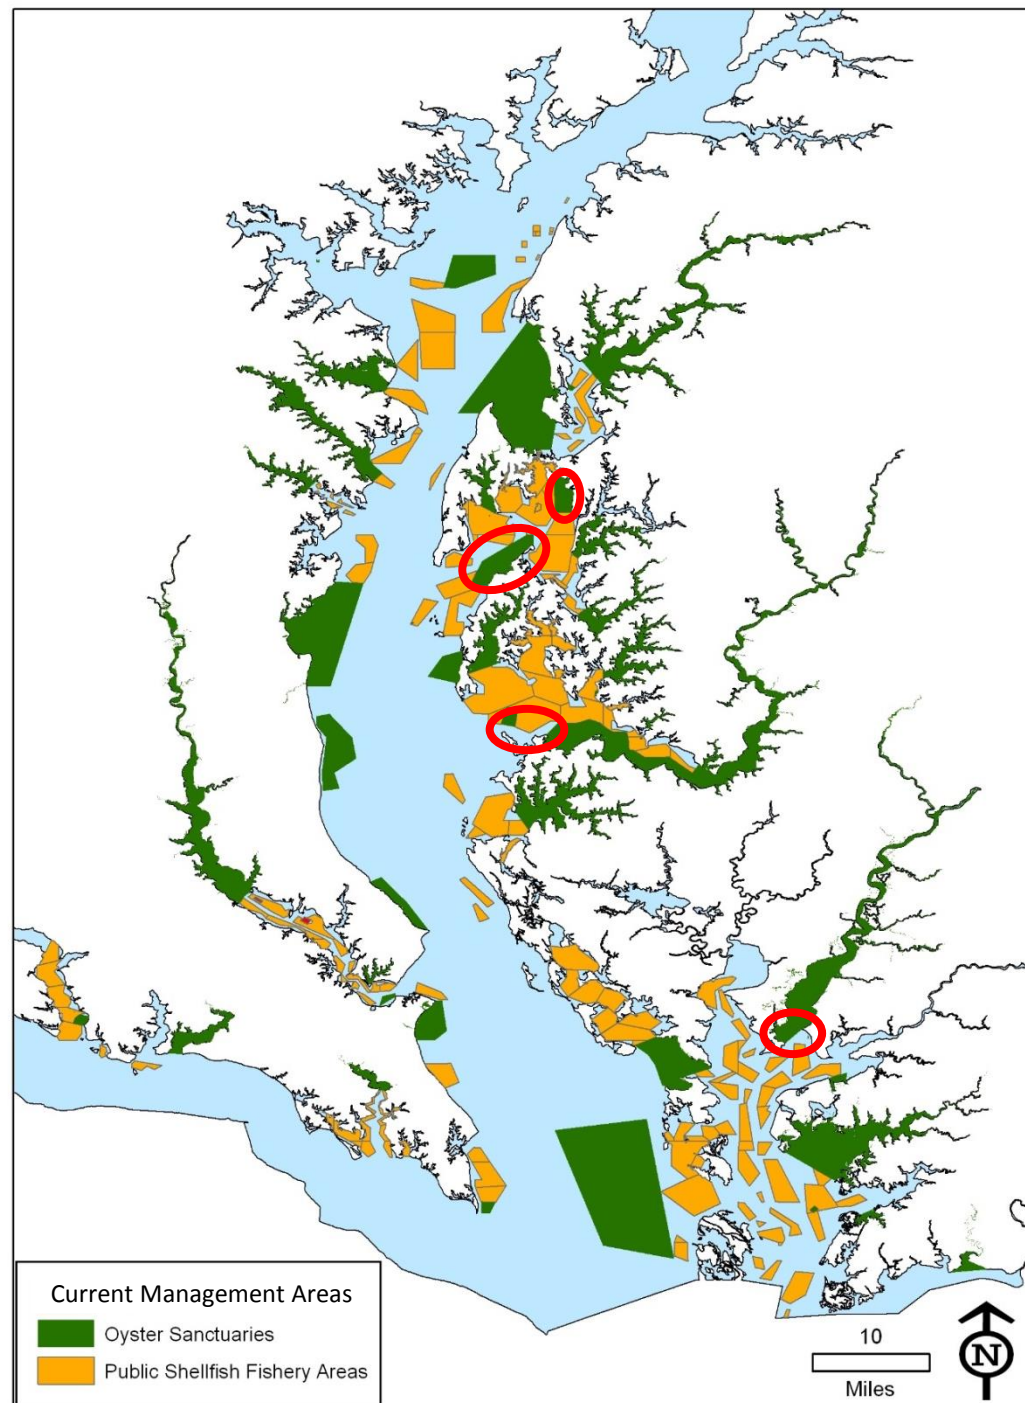 Current Management Areas
Oyster Sanctuaries
Public Shellfish Fishery Areas
10
Miles
N